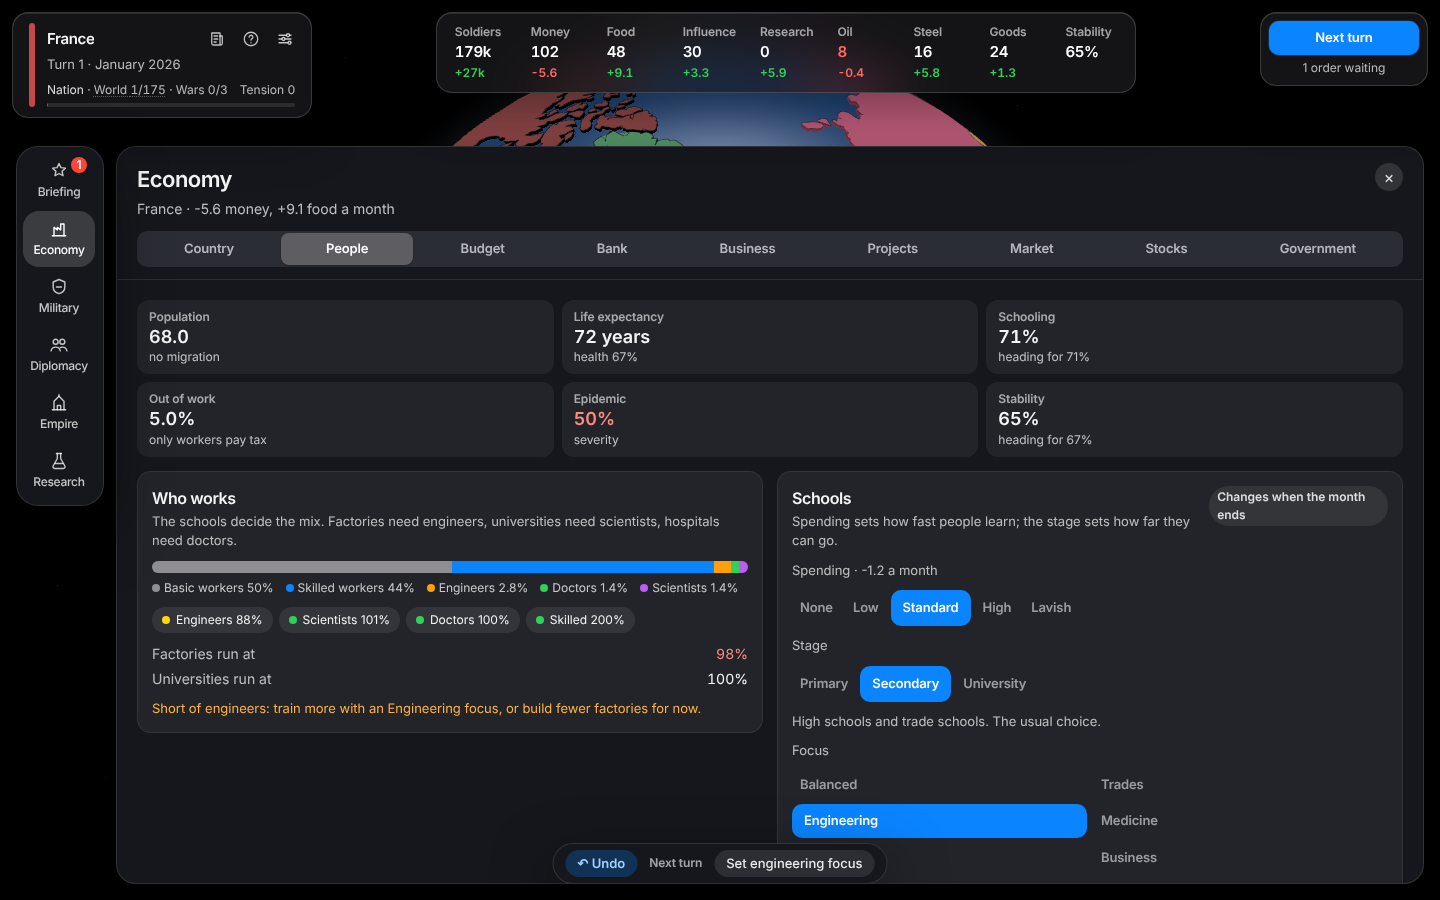 France
Turn 1 · January 2026
Nation · World 1/175 · Wars 0/3 Tension 0
Soldiers Money Food Influence Research Oil Steel Goods Stability
179k 102 48 30 0 8 16 24 65%
+27k -5.6 +9.1 +3.3 +5.9 -0.4 +5.8 +1.3
Next turn
1 order waiting
1
Briefing
Economy
Military
Diplomacy
Empire
Research
Economy
France · -5.6 money, +9.1 food a month
Country People Budget Bank Business Projects Market Stocks Government
Population
68.0
no migration
Life expectancy
72 years
health 67%
Schooling
71%
heading for 71%
Out of work
5.0%
only workers pay tax
Epidemic
50%
severity
Stability
65%
heading for 67%
Who works
The schools decide the mix. Factories need engineers, universities need scientists, hospitals
need doctors.
Basic workers 50% Skilled workers 44% Engineers 2.8% Doctors 1.4% Scientists 1.4%
Engineers 88% Scientists 101% Doctors 100% Skilled 200%
Factories run at 98%
Universities run at 100%
Short of engineers: train more with an Engineering focus, or build fewer factories for now.
Schools
Spending sets how fast people learn; the stage sets how far they
can go.
Changes when the month
ends
Spending · -1.2 a month
None Low Standard High Lavish
Stage
Primary Secondary University
High schools and trade schools. The usual choice.
Focus
Balanced Trades
Engineering Medicine
Business
↶ Undo Next turn Set engineering focus